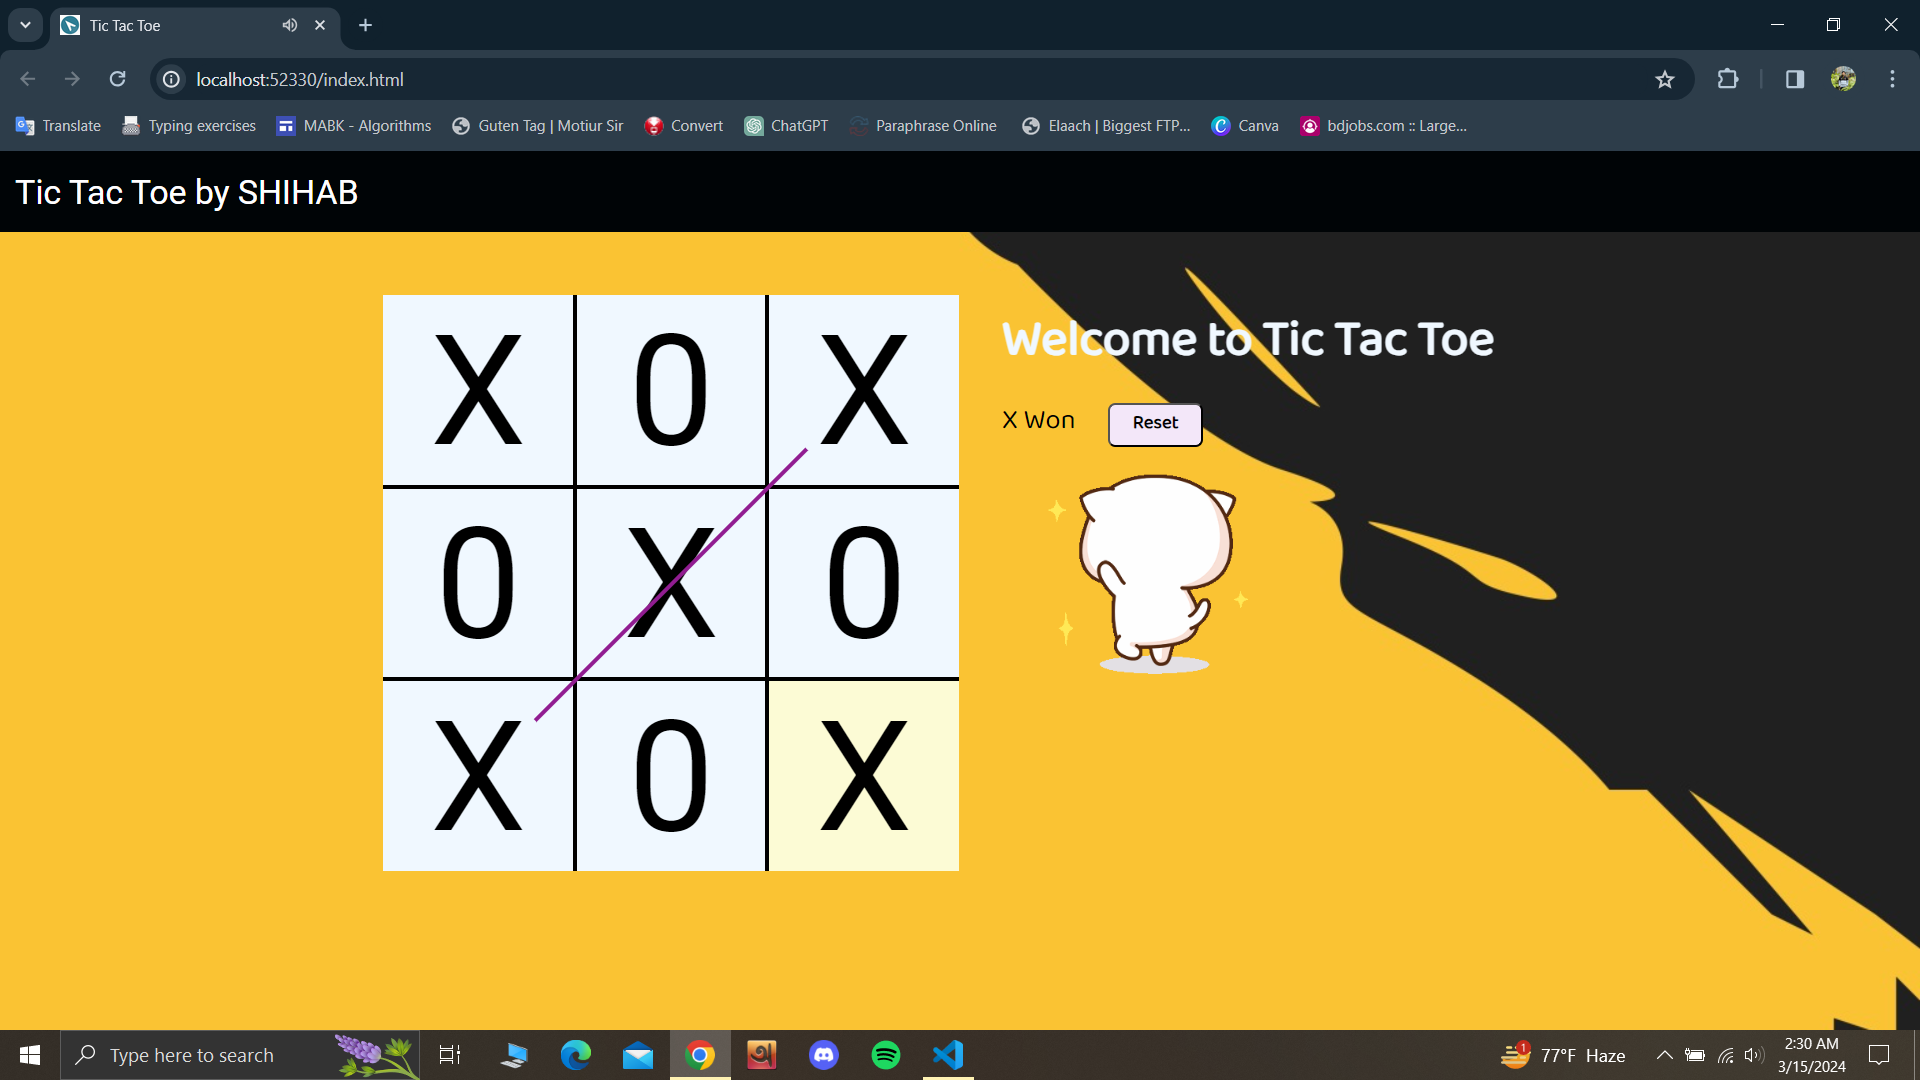 Tic Tac Toe
localhost:52330/index.html
Translate Typing exercises MABK - Algorithms Guten Tag | Motiur Sir Convert ChatGPT Paraphrase Online Elaach | Biggest FTP... Canva bdjobs.com :: Large...
Tic Tac Toe by SHIHAB
Welcome to Tic Tac Toe
X Won Reset
X 0 X
0 X 0
X 0 X
Type here to search
1
77°F Haze
2:30 AM
3/15/2024